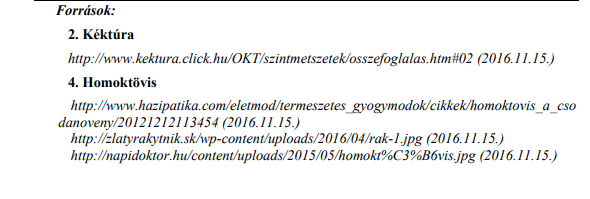 Források:
2. Kéktúra
http://www.kektura.click.hu/OKT/szintmetszetek/osszefoglalas.htm#02 (2016.11.15.)
4. Homoktövis
http://www.hazipatika.com/eletmod/termeszetes_gyogymodok/cikkek/homoktovis_a_cso
danoveny/20121212113454 (2016.11.15.)
http://zlatyrakytnik.sk/wp-content/uploads/2016/04/rak-1.jpg (2016.11.15.)
http://napidoktor.hu/content/uploads/2015/05/homokt%C3%B6vis.jpg (2016.11.15.)